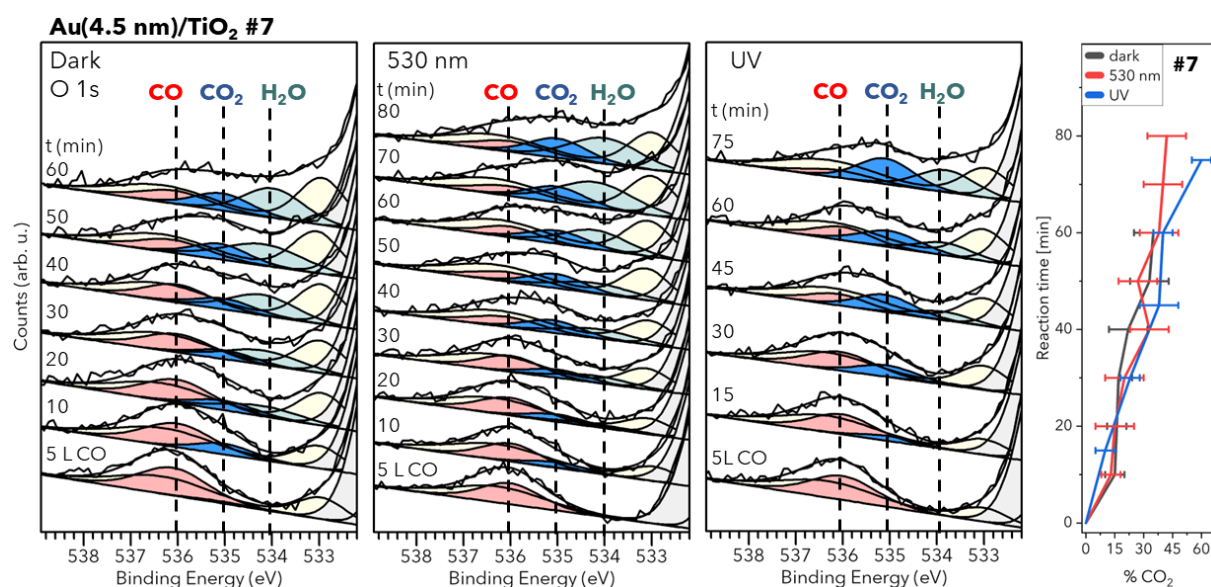 Au(4.5 nm)/TiO₂ #7
Dark
O 1s
CO CO₂ H₂O
t (min)
60
50
40
30
20
10
5 L CO
538 537 536 535 534 533
Binding Energy (eV)
Counts (arb. u.)
530 nm
t (min)
CO CO₂ H₂O
80
70
60
50
40
30
20
10
5 L CO
538 537 536 535 534 533
Binding Energy (eV)
UV
t (min)
CO CO₂ H₂O
75
60
45
30
15
5L CO
538 537 536 535 534 533
Binding Energy (eV)
dark
530 nm
UV
#7
Reaction time [min]
80
60
40
20
0
0 15 30 45 60
% CO₂